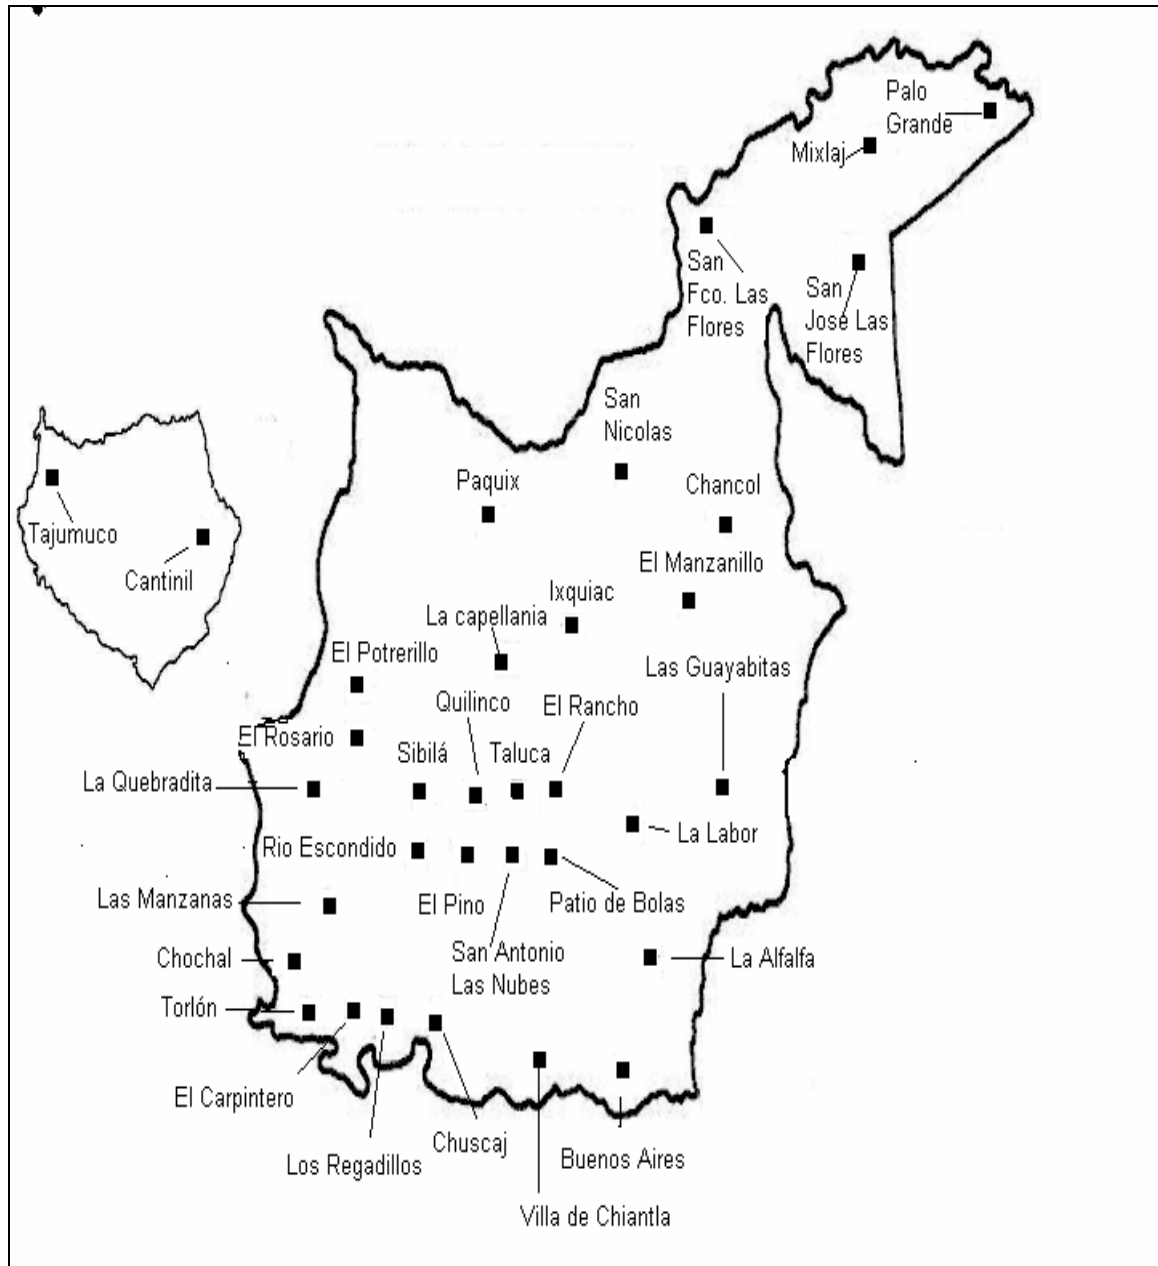 Palo
Grande
Mixlaj
San
Fco. Las
Flores
San
José Las
Flores
San
Nicolas
Paquix
Chancol
Tajumuco
Cantinil
El Manzanillo
Ixquiac
La capellania
El Potrerillo
Las Guayabitas
Quilinco
El Rancho
El Rosario
Sibilá
Taluca
La Quebradita
La Labor
Rio Escondido
Las Manzanas
El Pino
Patio de Bolas
San Antonio
Las Nubes
Chochal
La Alfalfa
Torlón
El Carpintero
Chuscaj
Los Regadillos
Buenos Aires
Villa de Chiantla